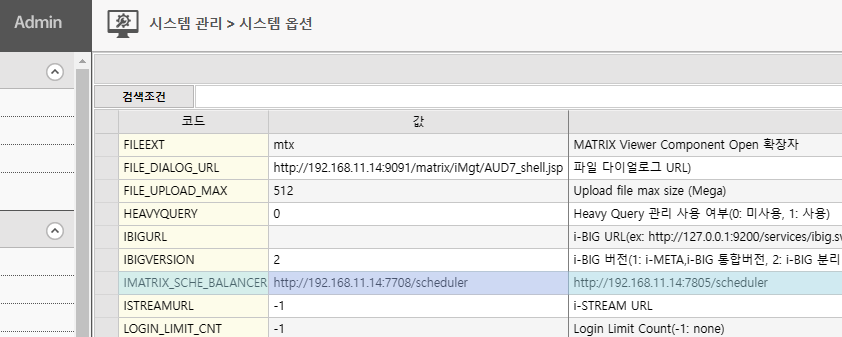 Admin
시스템 관리 > 시스템 옵션
검색조건
코드 값
FILEEXT mtx MATRIX Viewer Component Open 확장자
FILE_DIALOG_URL http://192.168.11.14:9091/matrix/iMgt/AUD7_shell.jsp 파일 다이얼로그 URL)
FILE_UPLOAD_MAX 512 Upload file max size (Mega)
HEAVYQUERY 0 Heavy Query 관리 사용 여부(0: 미사용, 1: 사용)
IBIGURL i-BIG URL(ex: http://127.0.0.1:9200/services/ibig.sv
IBIGVERSION 2 i-BIG 버전(1: i-META,i-BIG 통합버전, 2: i-BIG 분리
IMATRIX_SCHE_BALANCER http://192.168.11.14:7708/scheduler http://192.168.11.14:7805/scheduler
ISTREAMURL -1 i-STREAM URL
LOGIN_LIMIT_CNT -1 Login Limit Count(-1: none)